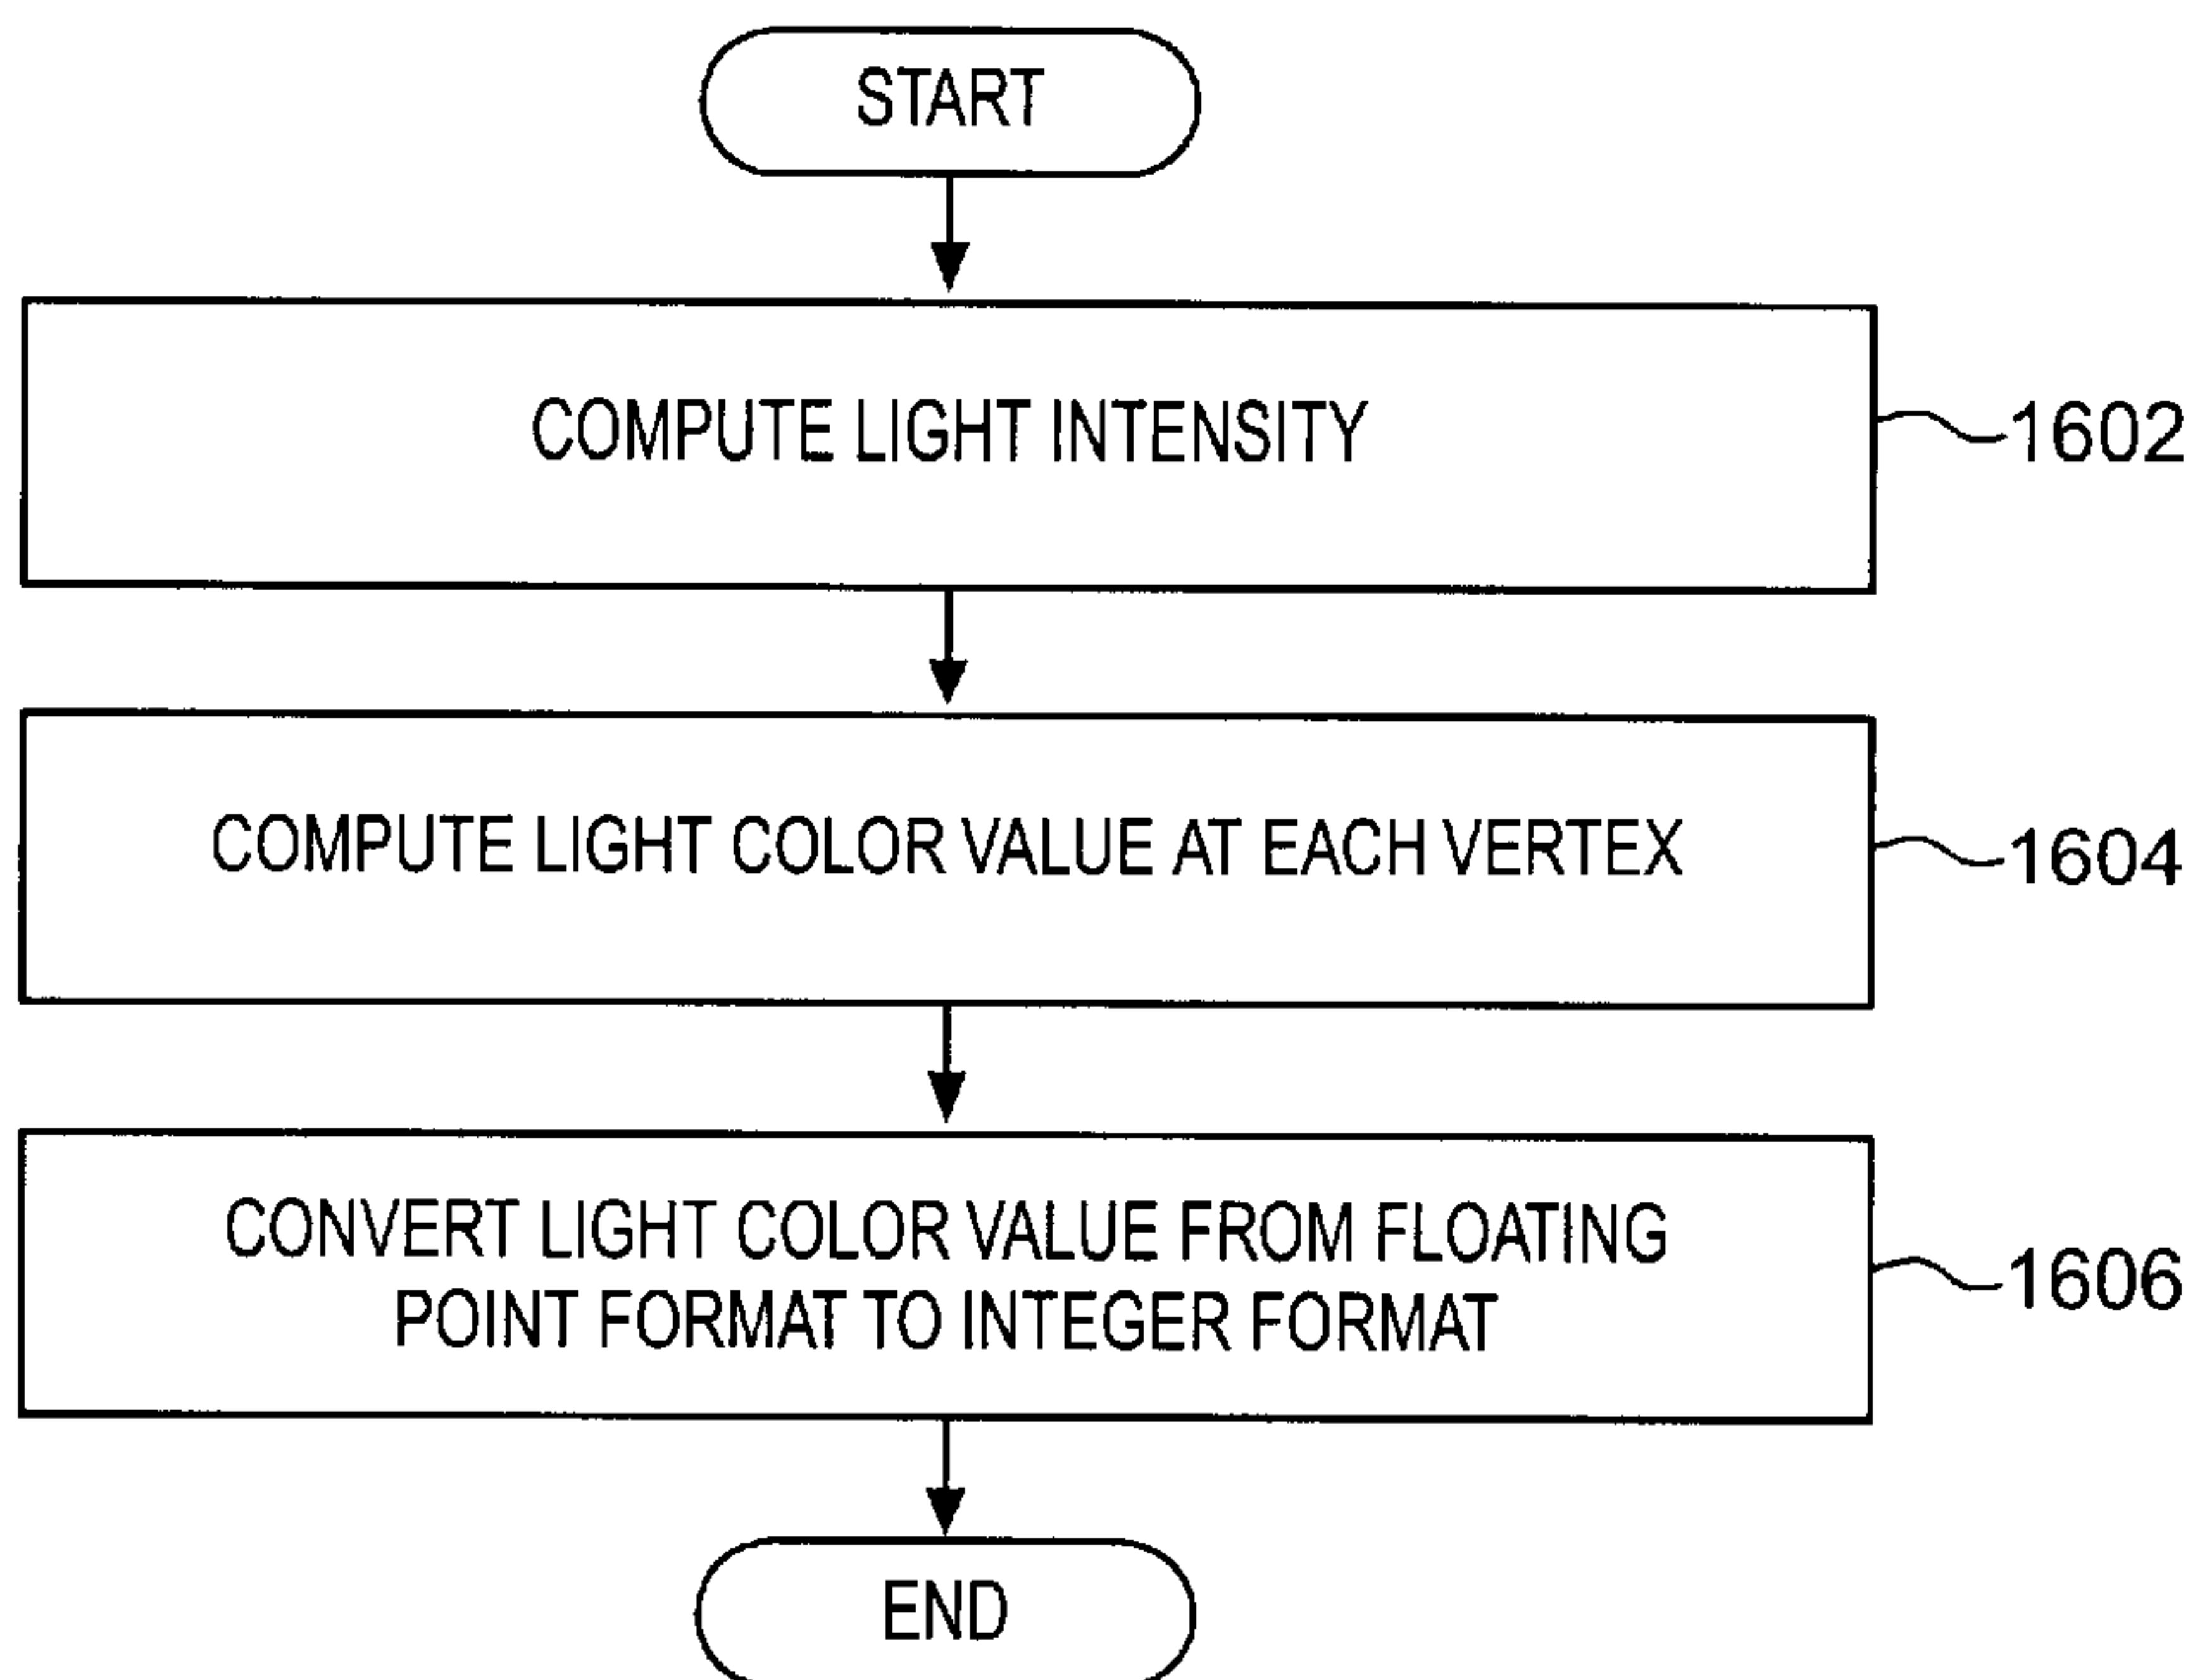 START
COMPUTE LIGHT INTENSITY
1602
COMPUTE LIGHT COLOR VALUE AT EACH VERTEX
1604
CONVERT LIGHT COLOR VALUE FROM FLOATING
POINT FORMAT TO INTEGER FORMAT
1606
END